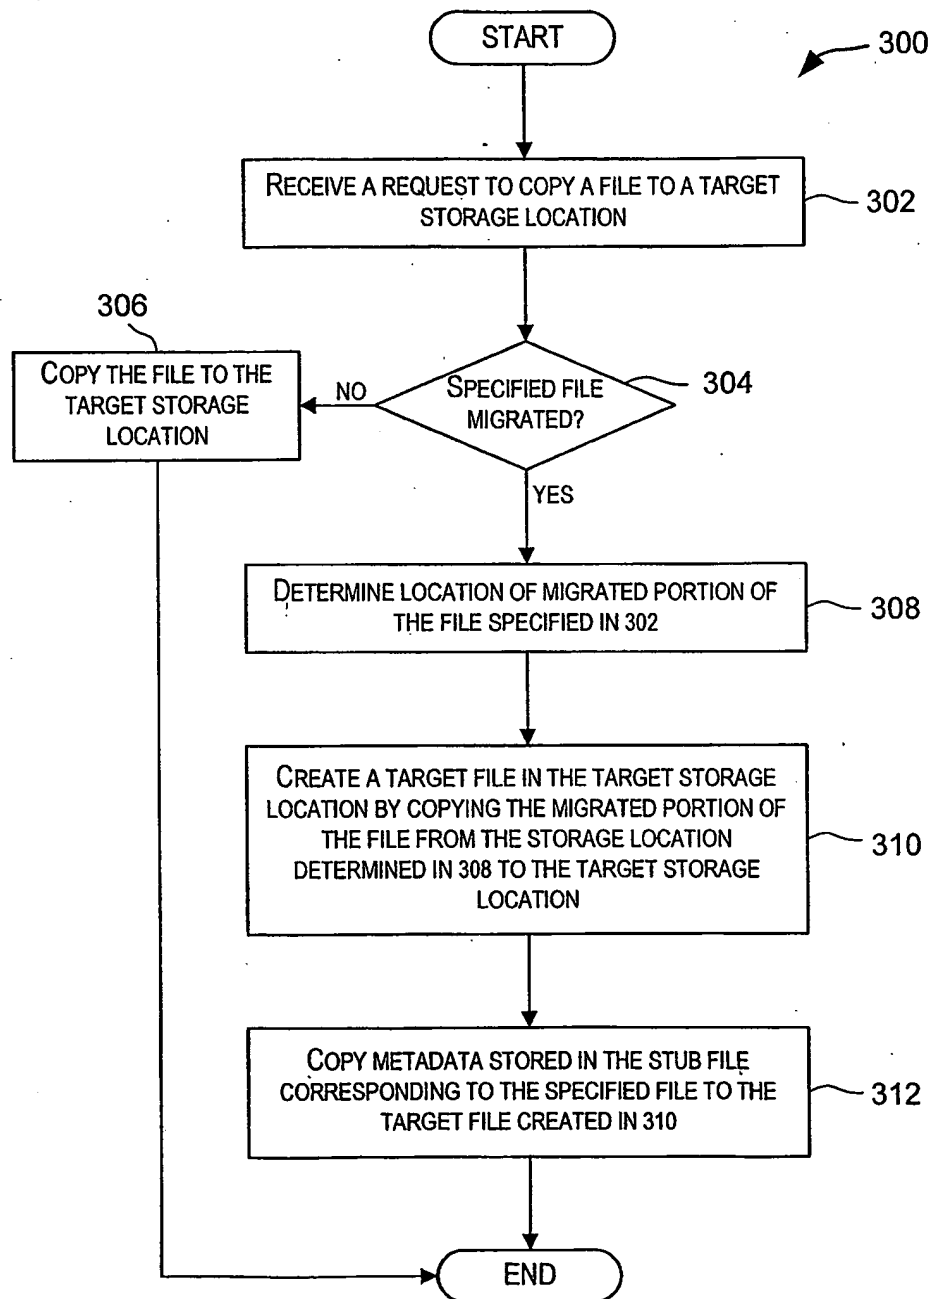 START
300
RECEIVE A REQUEST TO COPY A FILE TO A TARGET
STORAGE LOCATION
302
306
COPY THE FILE TO THE
TARGET STORAGE
LOCATION
NO
SPECIFIED FILE
MIGRATED?
304
YES
DETERMINE LOCATION OF MIGRATED PORTION OF
THE FILE SPECIFIED IN 302
308
CREATE A TARGET FILE IN THE TARGET STORAGE
LOCATION BY COPYING THE MIGRATED PORTION OF
THE FILE FROM THE STORAGE LOCATION
DETERMINED IN 308 TO THE TARGET STORAGE
LOCATION
310
COPY METADATA STORED IN THE STUB FILE
CORRESPONDING TO THE SPECIFIED FILE TO THE
TARGET FILE CREATED IN 310
312
END